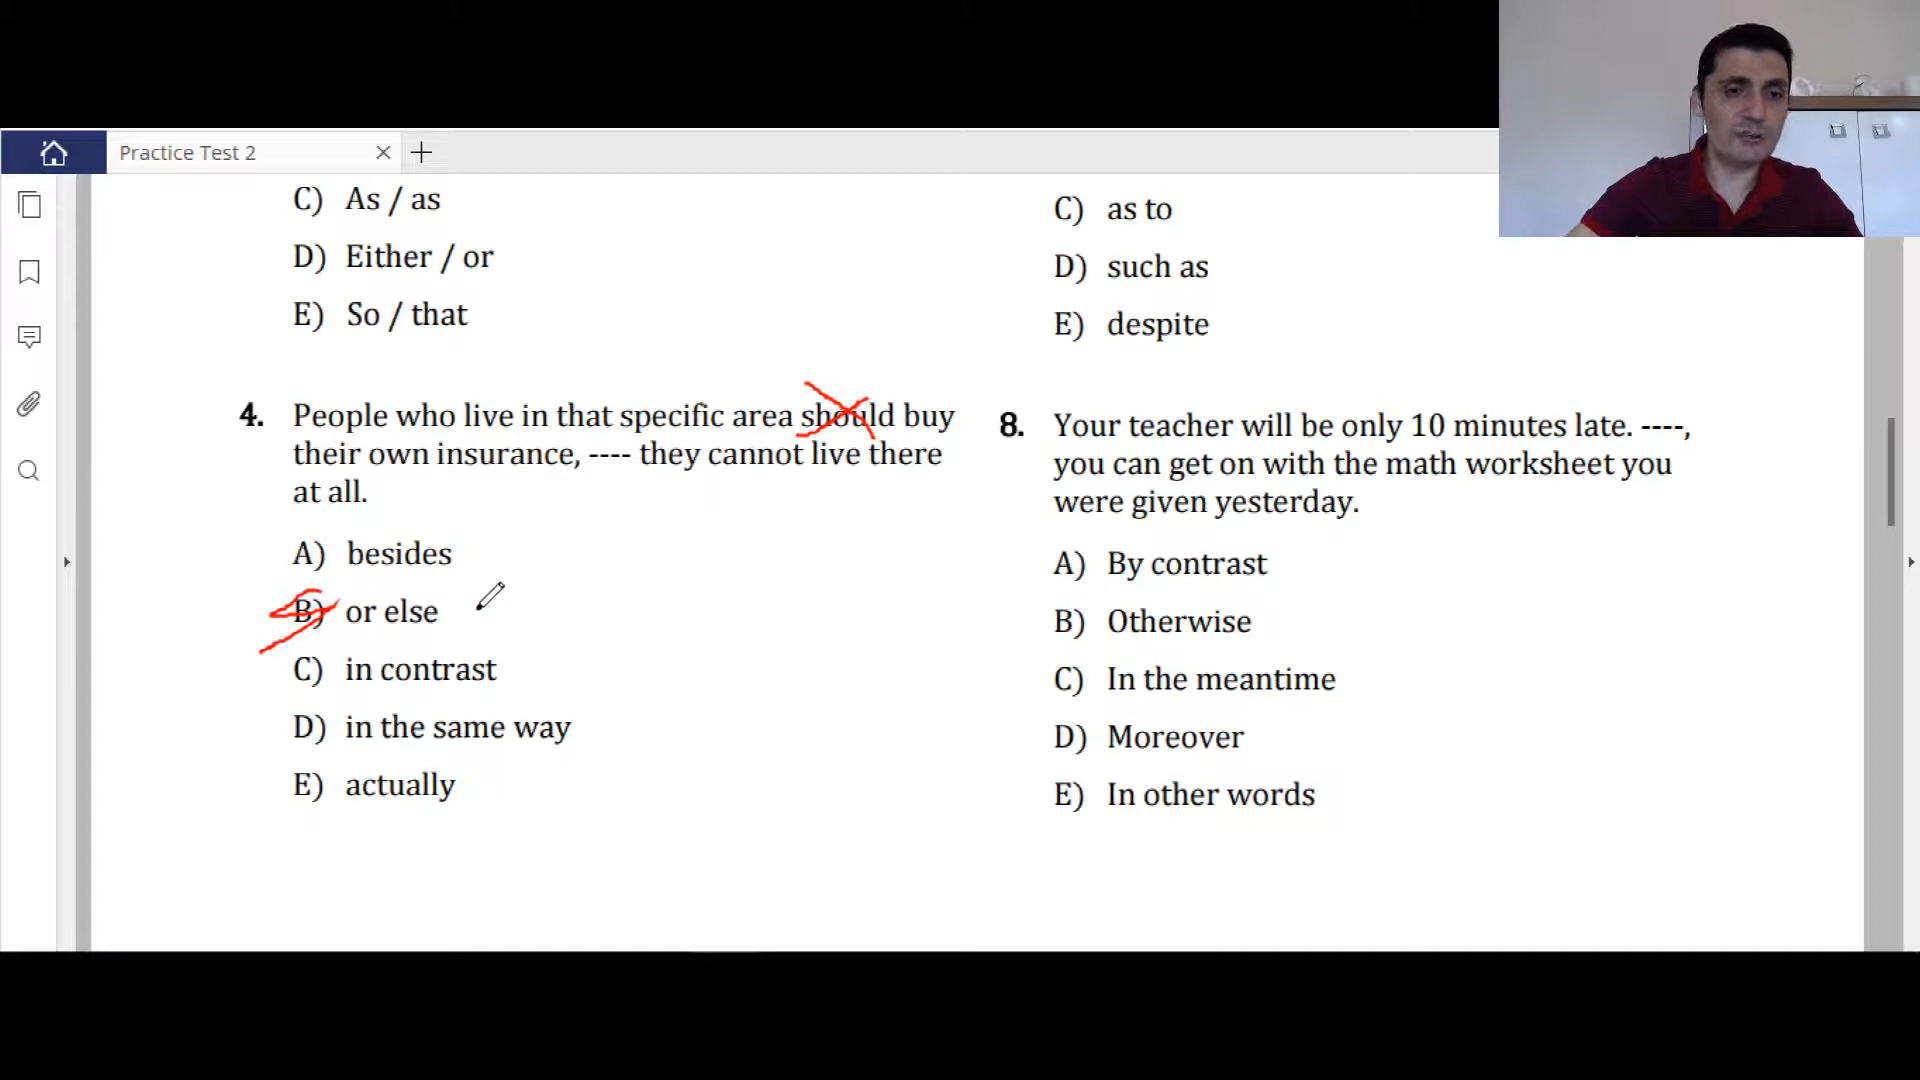 Practice Test 2
C) As / as
D) Either / or
E) So / that
4. People who live in that specific area should buy
their own insurance, ---- they cannot live there
at all.
A) besides
B) or else
C) in contrast
D) in the same way
E) actually
C) as to
D) such as
E) despite
8. Your teacher will be only 10 minutes late. ----,
you can get on with the math worksheet you
were given yesterday.
A) By contrast
B) Otherwise
C) In the meantime
D) Moreover
E) In other words